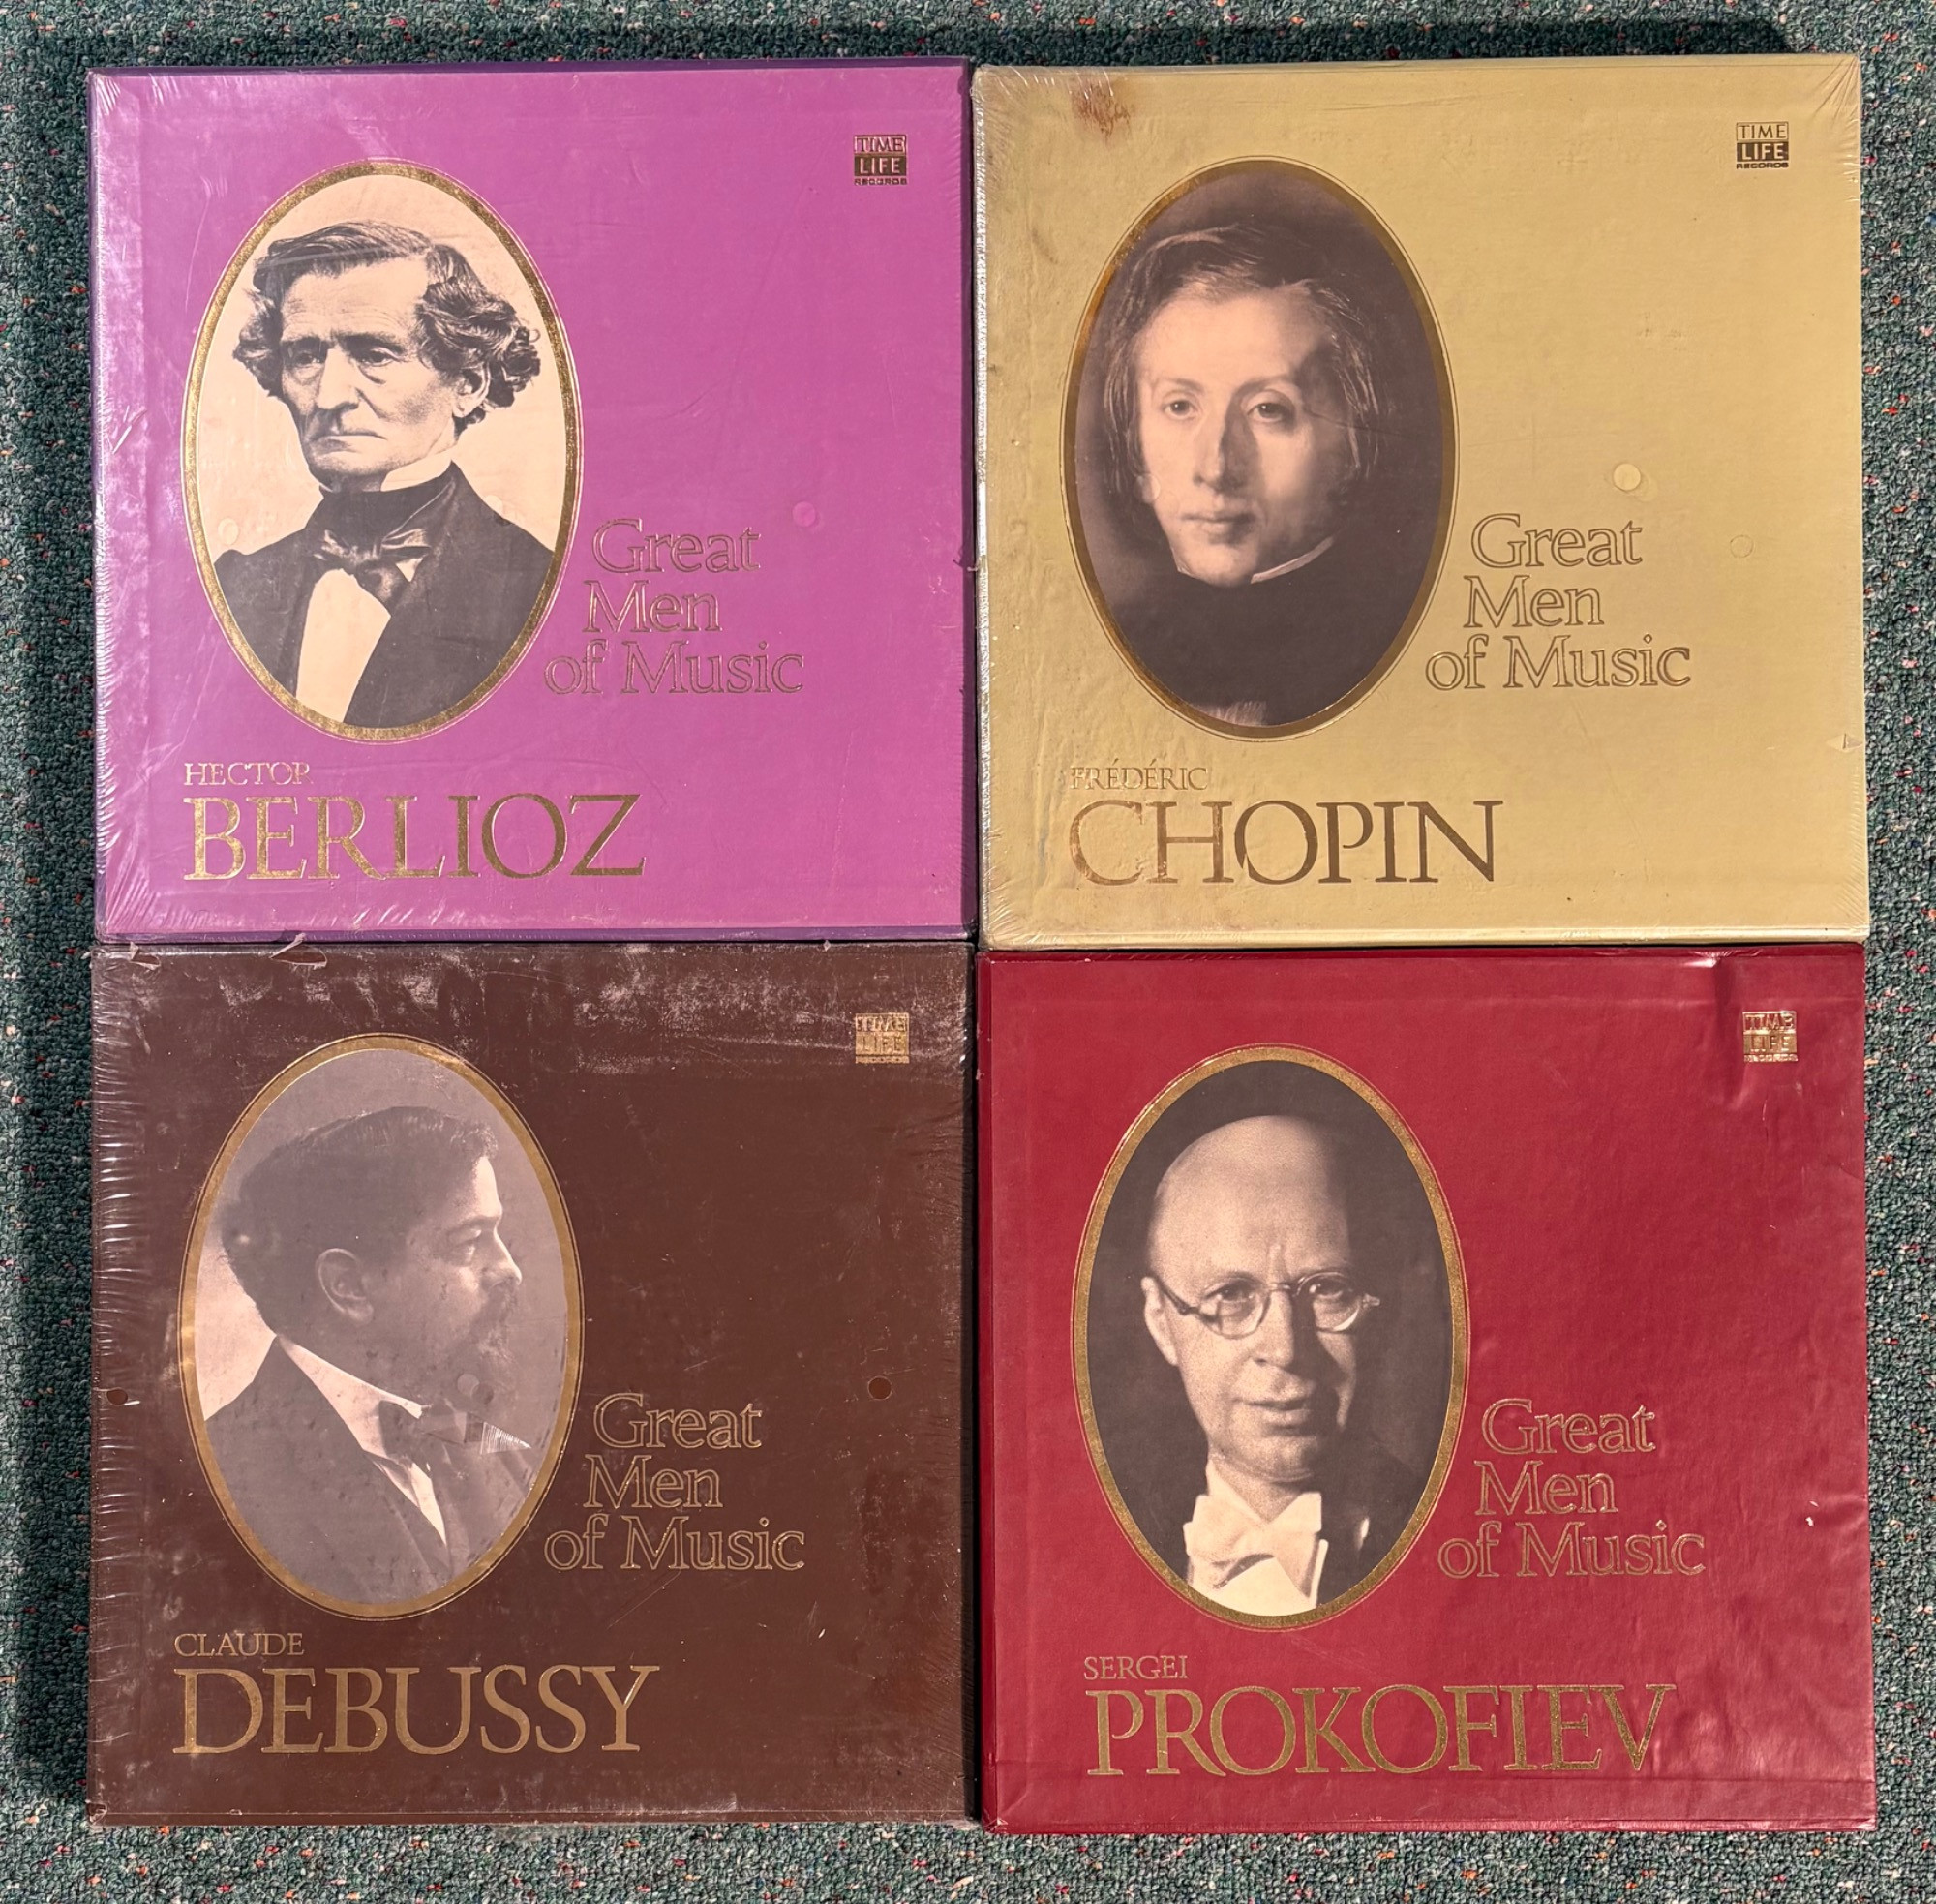 TIME
LIFE
RECORDS
Great
Men
of Music
HECTOR
BERLIOZ
TIME
LIFE
RECORDS
Great
Men
of Music
FRÉDÉRIC
CHOPIN
TIME
LIFE
RECORDS
Great
Men
of Music
CLAUDE
DEBUSSY
TIME
LIFE
RECORDS
Great
Men
of Music
SERGEI
PROKOFIEV